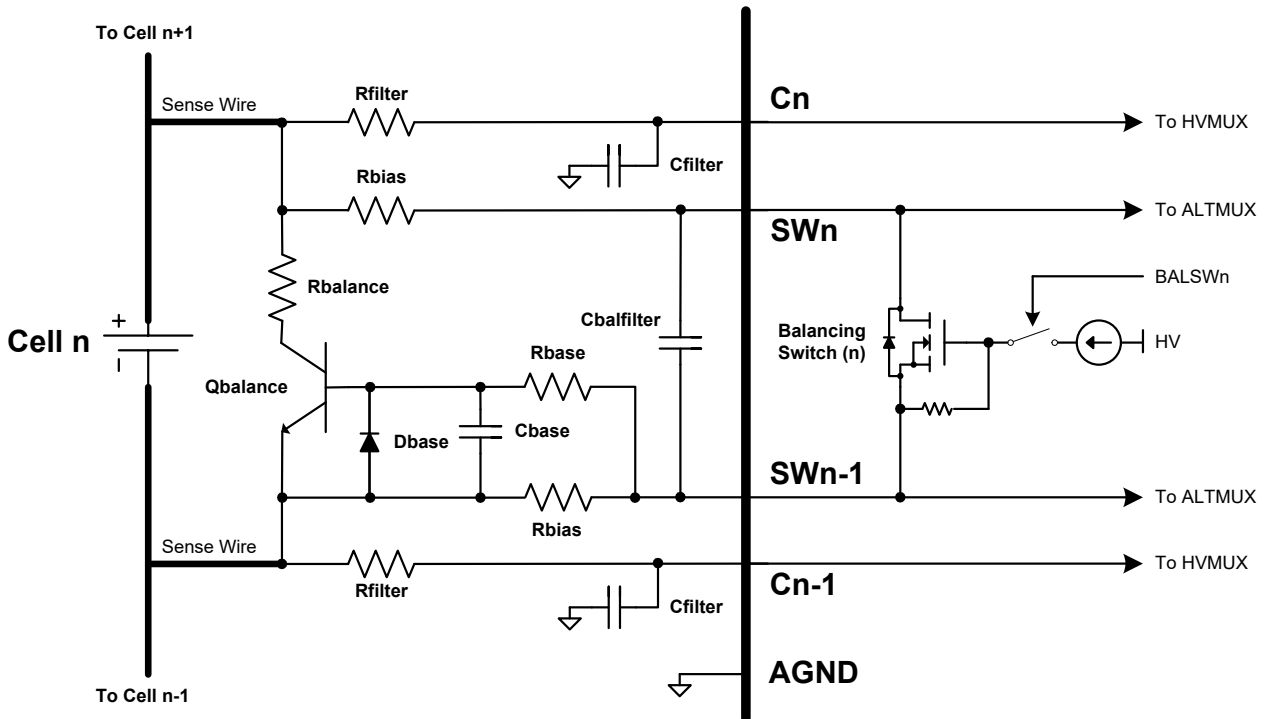 To Cell n+1
Sense Wire
Rfilter
Cn
To HVMUX
Cfilter
Rbias
To ALTMUX
SWn
Rbalance
BALSWn
Cell n
+
Cbalfilter
Balancing
Switch (n)
HV
Rbase
Qbalance
Dbase
Cbase
SWn-1
To ALTMUX
Rbias
Sense Wire
To HVMUX
Rfilter
Cn-1
Cfilter
AGND
To Cell n-1